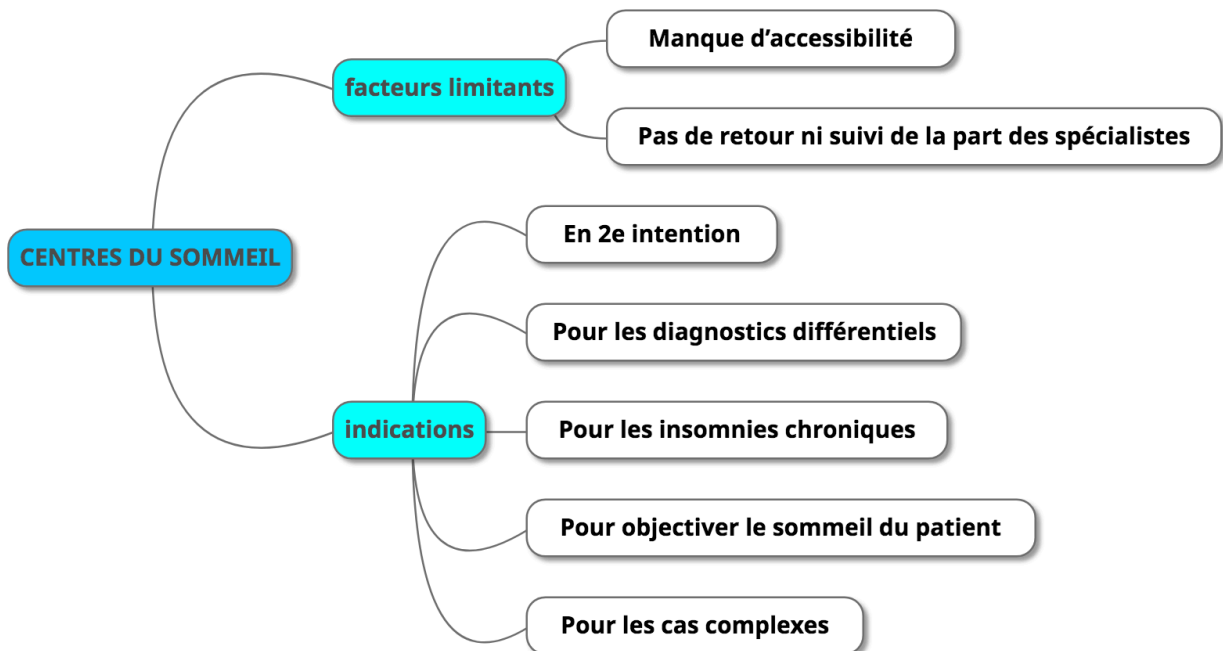 CENTRES DU SOMMEIL
facteurs limitants
Manque d’accessibilité
Pas de retour ni suivi de la part des spécialistes
indications
En 2e intention
Pour les diagnostics différentiels
Pour les insomnies chroniques
Pour objectiver le sommeil du patient
Pour les cas complexes